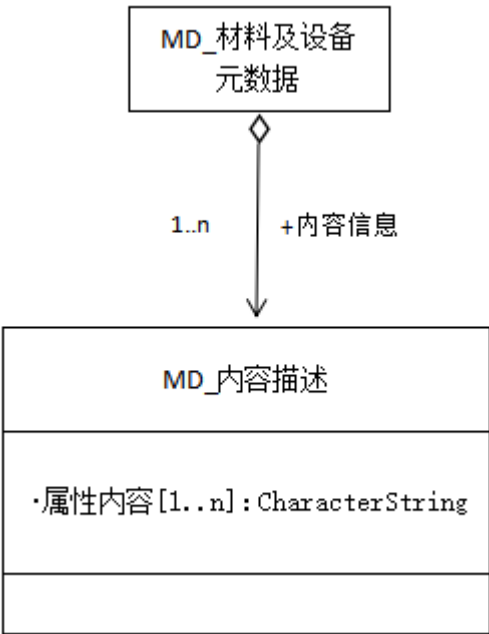 MD_材料及设备
元数据
1..n
+内容信息
MD_内容描述
·属性内容[1..n]:CharacterString